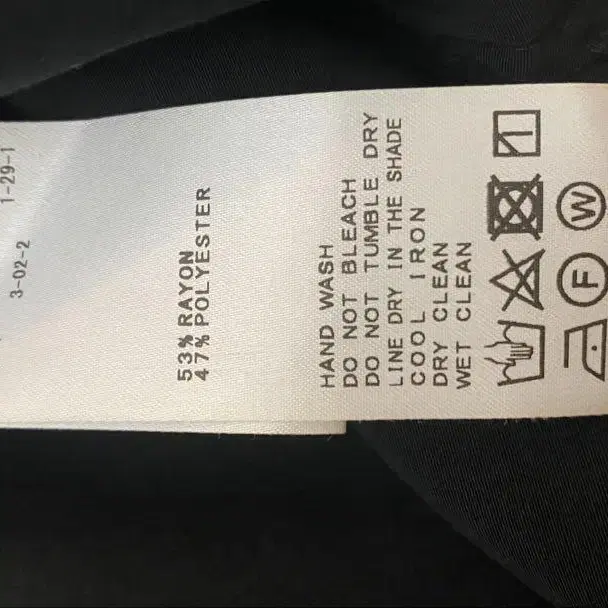 1-29-1
3-02-2
53% RAYON
47% POLYESTER
HAND WASH
DO NOT BLEACH
DO NOT TUMBLE DRY
LINE DRY IN THE SHADE
COOL IRON
DRY CLEAN
WET CLEAN
F
W